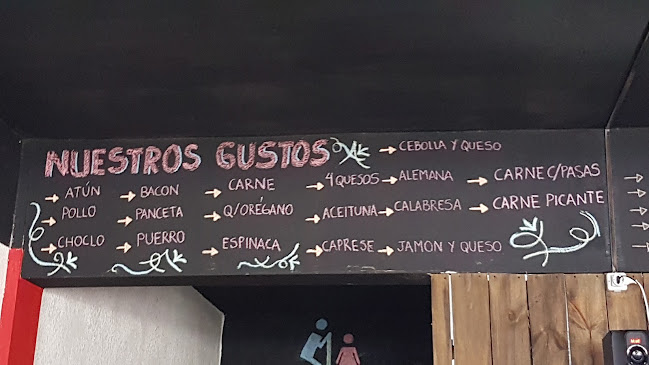 NUESTROS GUSTOS
CEBOLLA Y QUESO
ATÚN
BACON
CARNE
4 QUESOS
ALEMANA
CARNE C/PASAS
POLLO
PANCETA
Q/ORÉGANO
ACEITUNA
CALABRESA
CARNE PICANTE
CHOCLO
PUERRO
ESPINACA
CAPRESE
JAMON Y QUESO